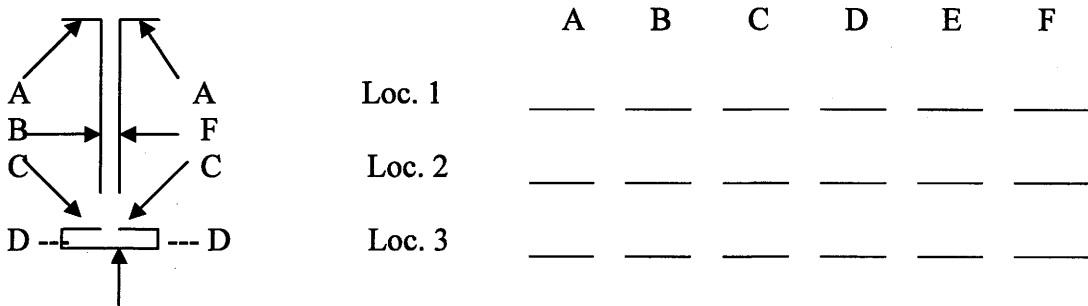 A B C D E F
A A Loc. 1
B F
C C Loc. 2
D D Loc. 3